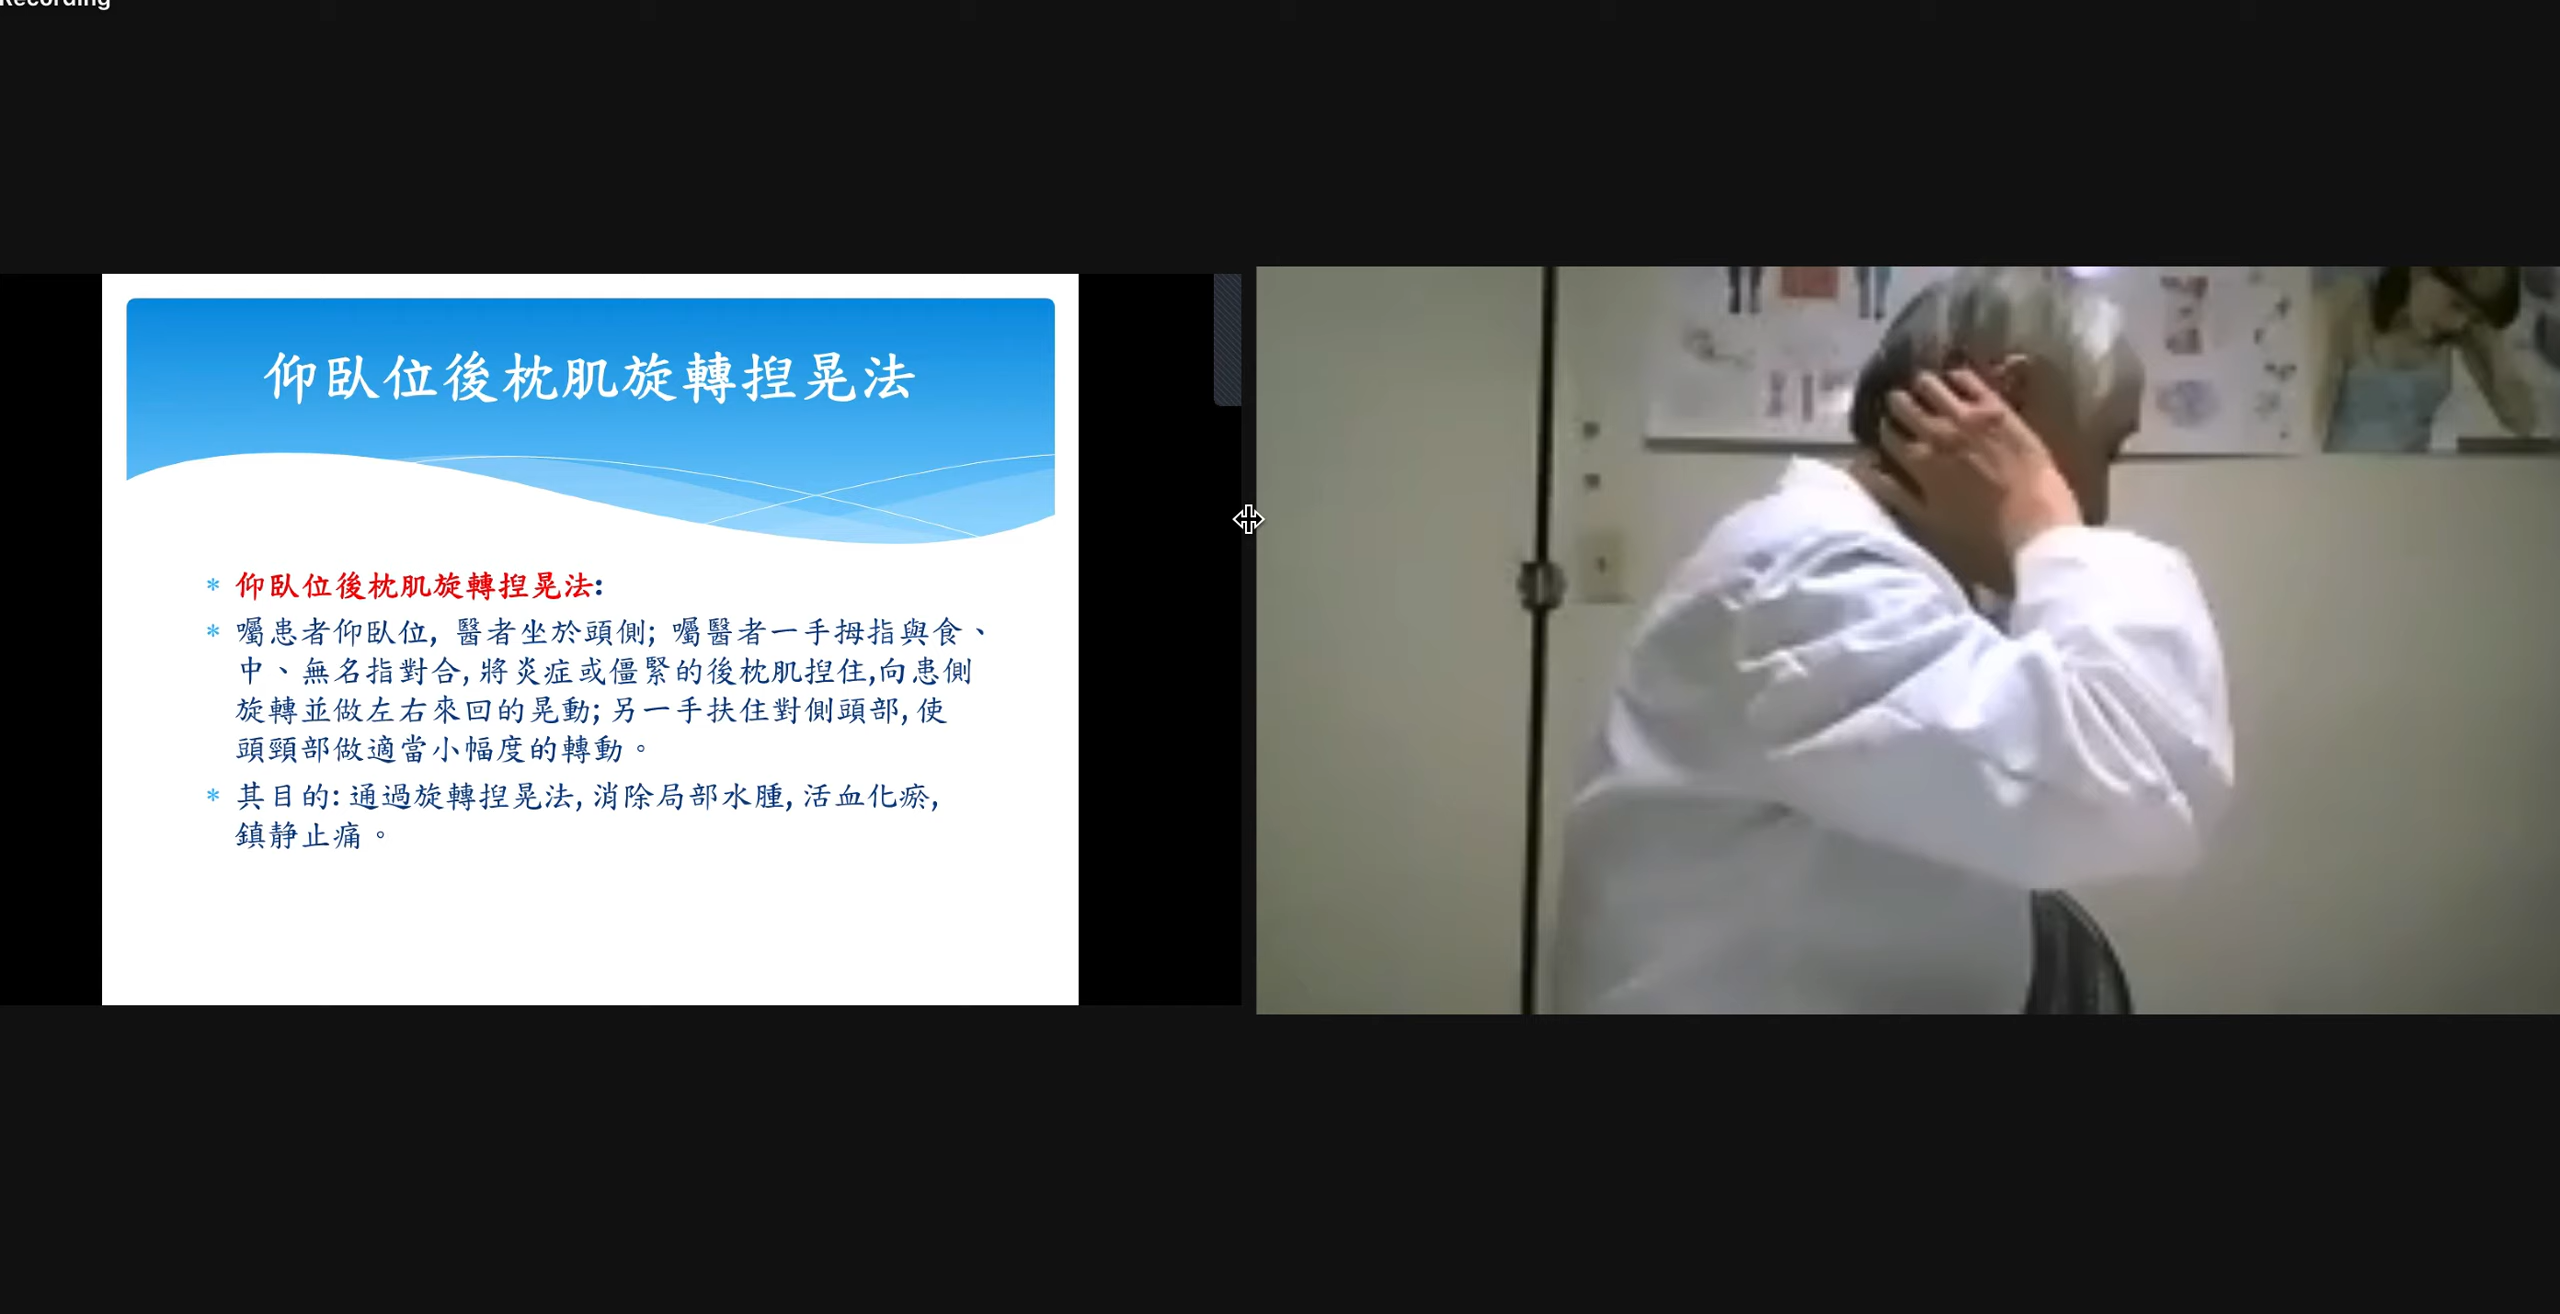 Recording
仰臥位後枕肌旋轉揑晃法
* 仰臥位後枕肌旋轉揑晃法:
* 囑患者仰臥位, 醫者坐於頭側; 囑醫者一手拇指與食、
中、無名指對合, 將炎症或僵緊的後枕肌揑住,向患側
旋轉並做左右來回的晃動; 另一手扶住對側頭部, 使
頭頸部做適當小幅度的轉動。
* 其目的: 通過旋轉揑晃法, 消除局部水腫, 活血化瘀,
鎮静止痛。